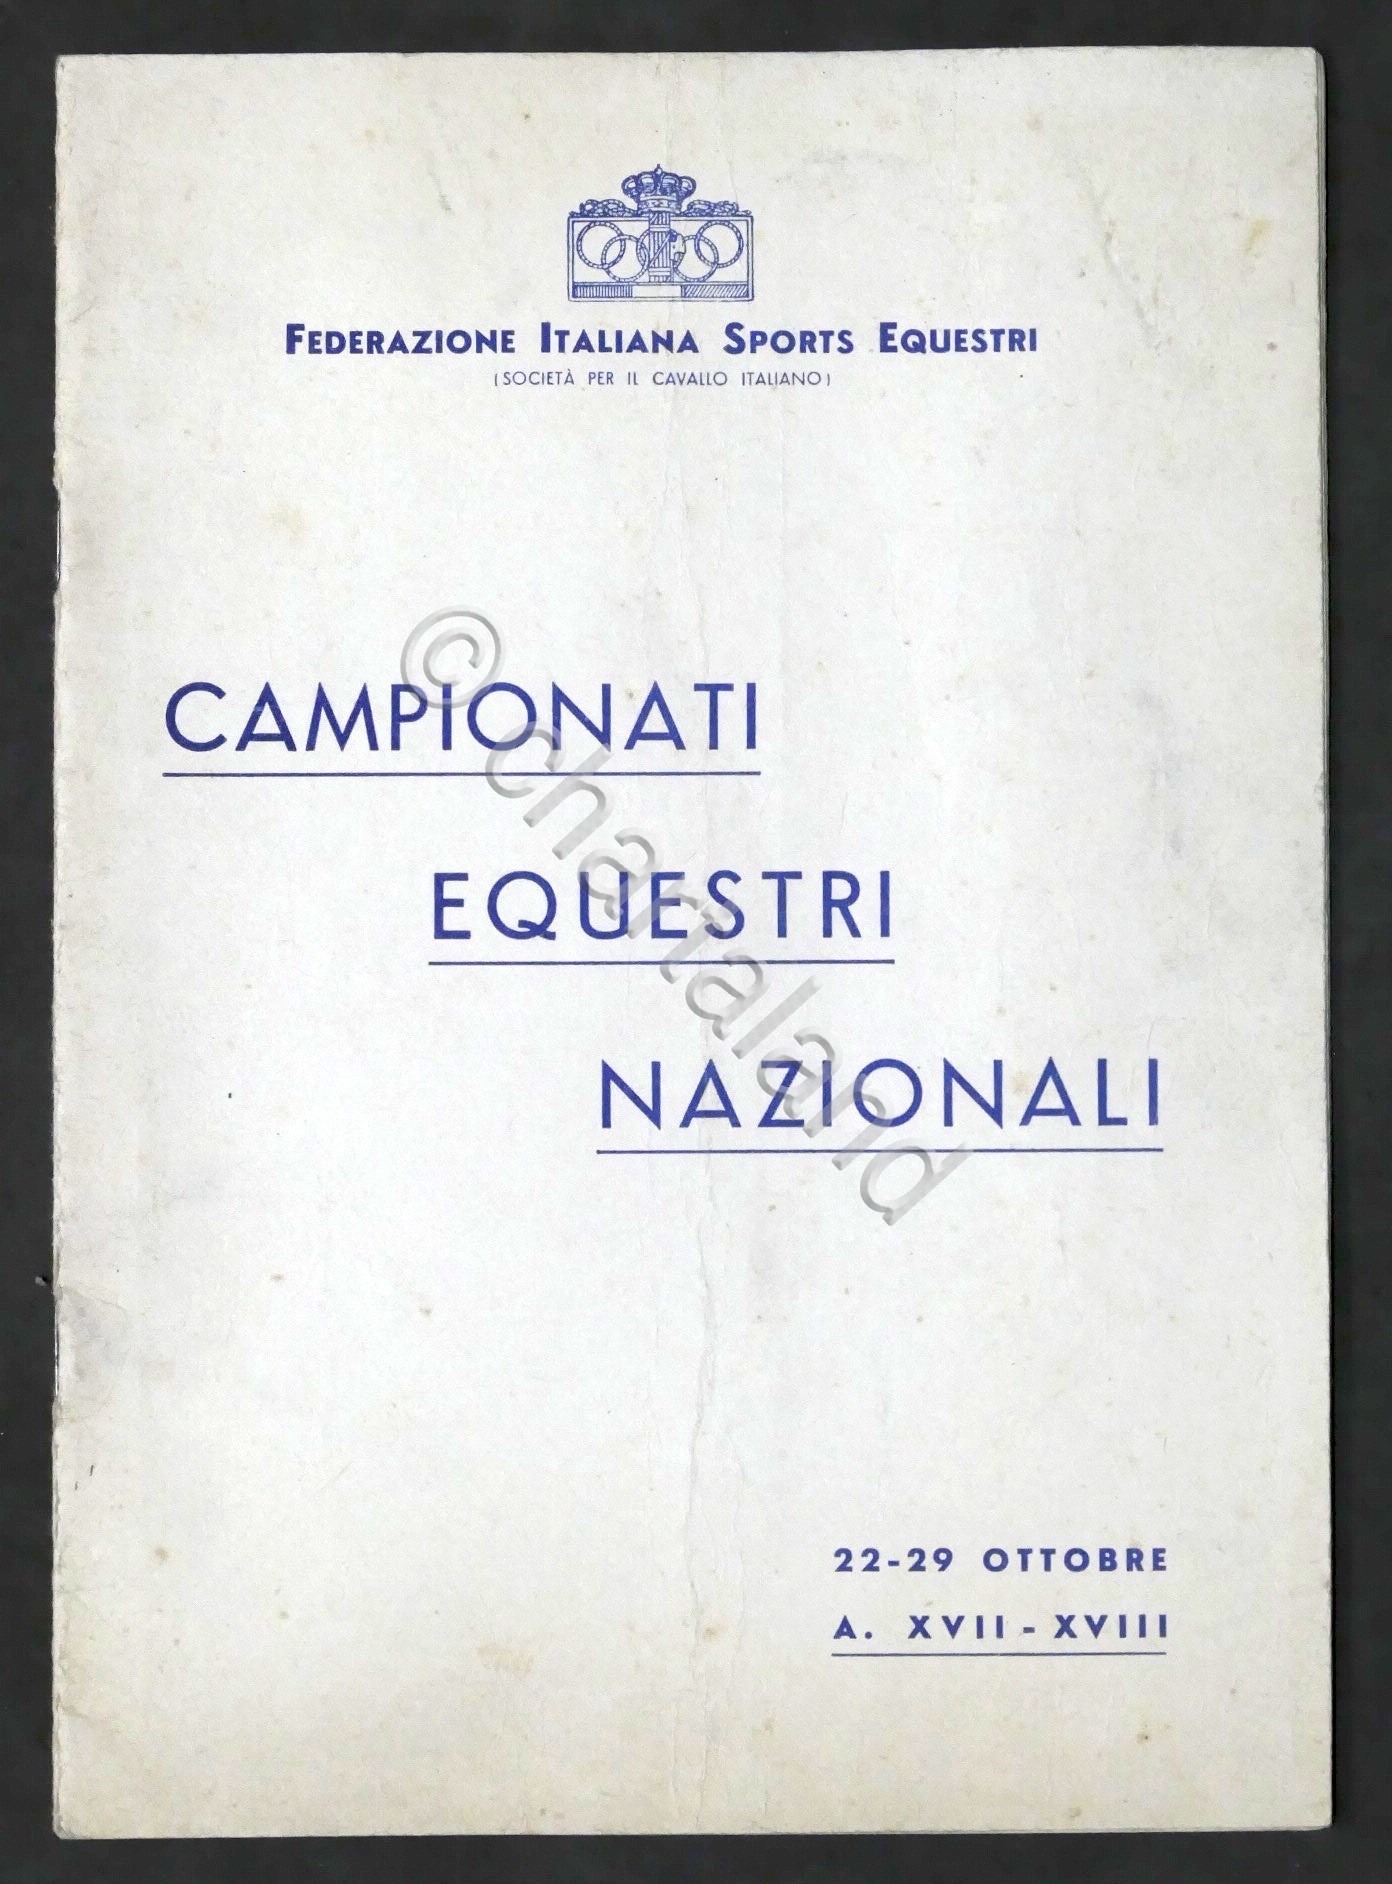 FEDERAZIONE ITALIANA SPORTS EQUESTRI
(SOCIETÀ PER IL CAVALLO ITALIANO)
CAMPIONATI
EQUESTRI
NAZIONALI
© chartaland
22-29 OTTOBRE
A. XVII - XVIII